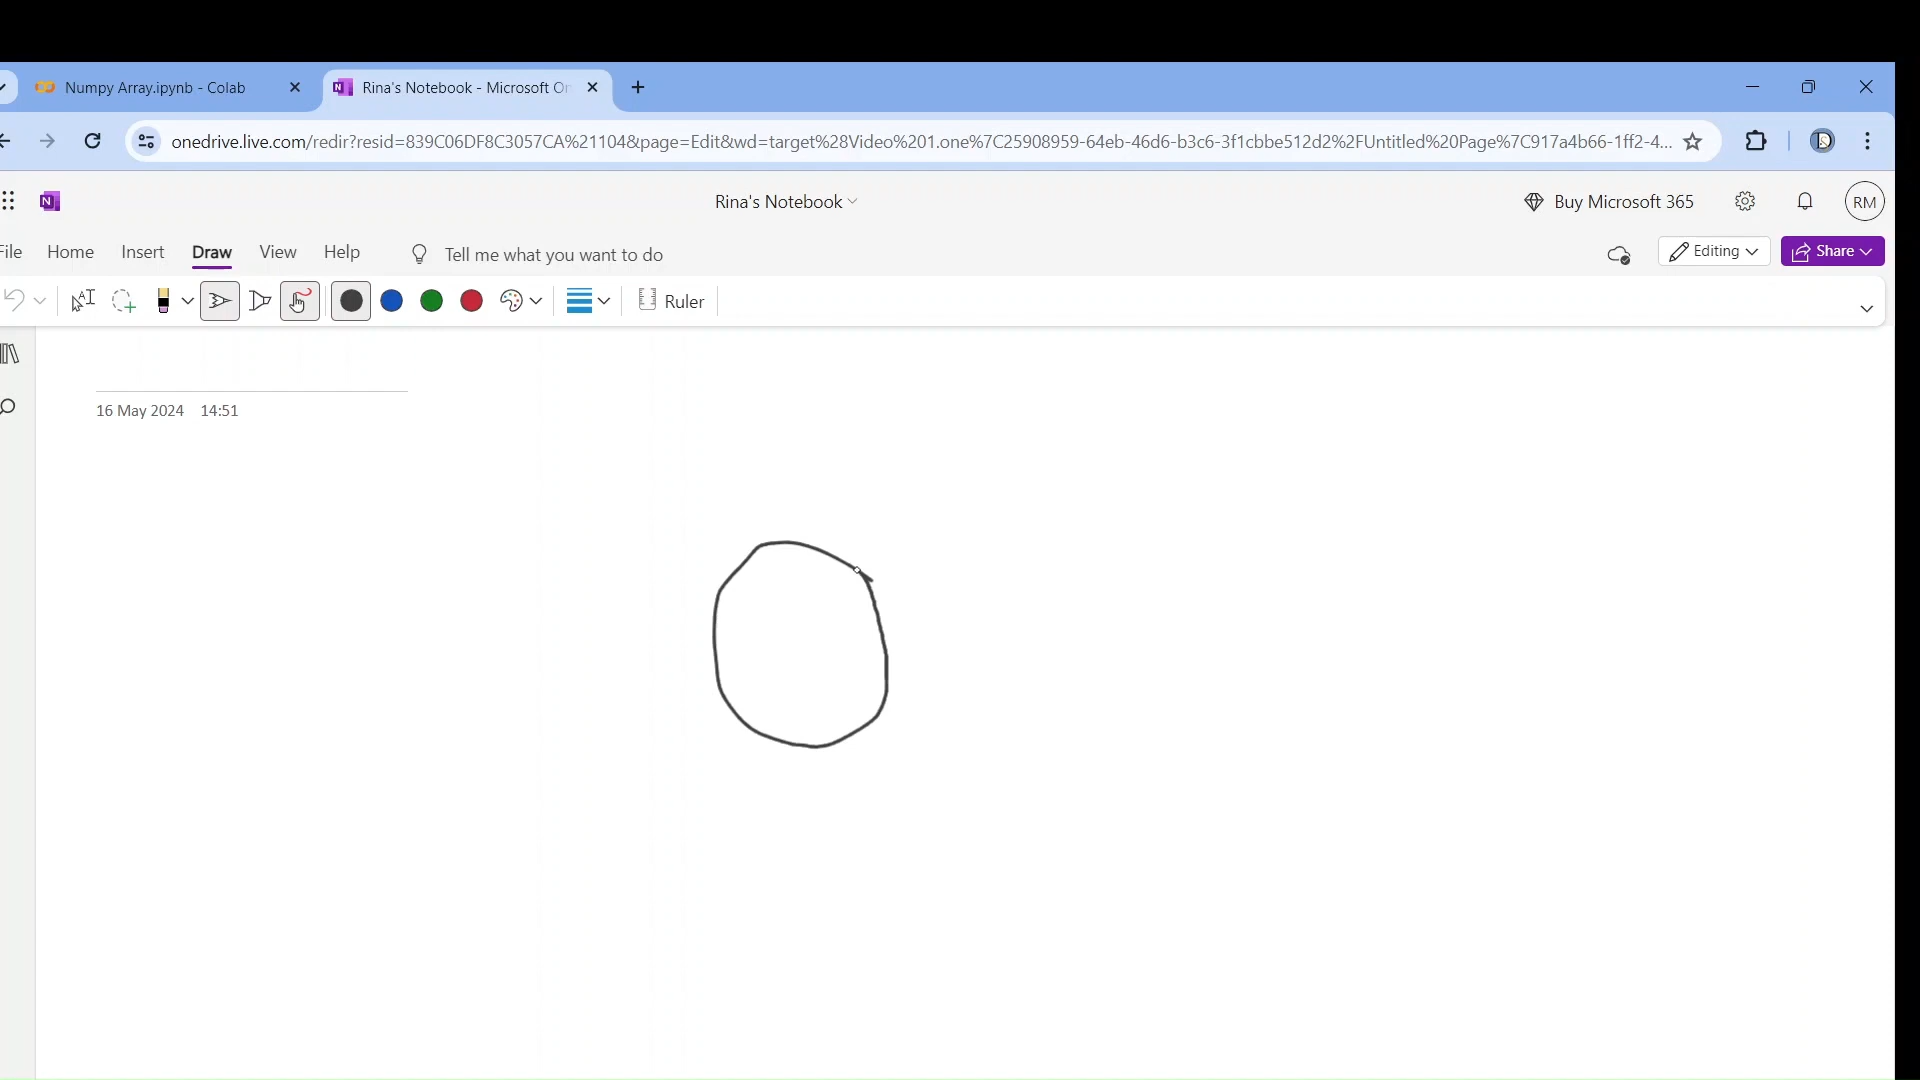 Numpy Array.ipynb - Colab
Rina's Notebook - Microsoft On
onedrive.live.com/redir?resid=839C06DF8C3057CA%21104&page=Edit&wd=target%28Video%201.one%7C25908959-64eb-46d6-b3c6-3f1cbbe512d2%2FUntitled%20Page%7C917a4b66-1ff2-4...
N
Rina's Notebook
Buy Microsoft 365
RM
File Home Insert Draw View Help Tell me what you want to do
Editing
Share
Ruler
16 May 2024 14:51